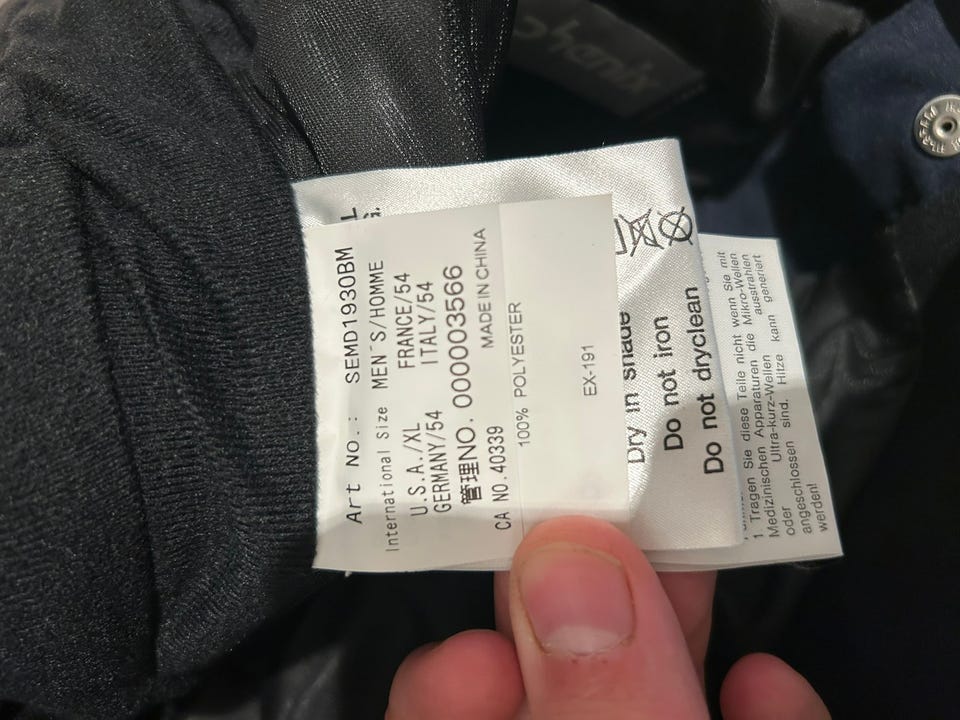 phenix
Art NO.: SEMD1930BM
International Size MEN'S/HOMME
U.S.A./XL FRANCE/54
GERMANY/54 ITALY/54
管理NO. 000003566
CA NO. 40339 MADE IN CHINA
100% POLYESTER
EX-191
Dry in shade
Do not iron
Do not dryclean
1 Tragen Sie diese Teile nicht wenn Sie mit
Medizinischen Apparaturen die Mikro-Wellen
oder Ultra-kurz-Wellen ausstrahlen
angeschlossen sind. Hitze kann generiert
werden!